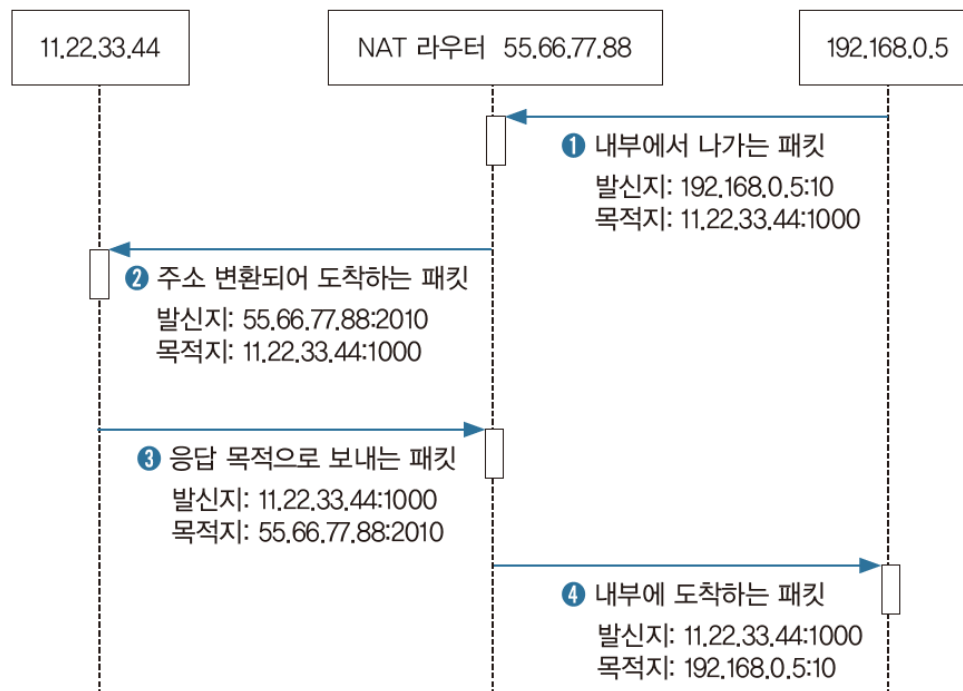 11.22.33.44
NAT 라우터 55.66.77.88
192.168.0.5
❶ 내부에서 나가는 패킷
발신지: 192.168.0.5:10
목적지: 11.22.33.44:1000
❷ 주소 변환되어 도착하는 패킷
발신지: 55.66.77.88:2010
목적지: 11.22.33.44:1000
❸ 응답 목적으로 보내는 패킷
발신지: 11.22.33.44:1000
목적지: 55.66.77.88:2010
❹ 내부에 도착하는 패킷
발신지: 11.22.33.44:1000
목적지: 192.168.0.5:10